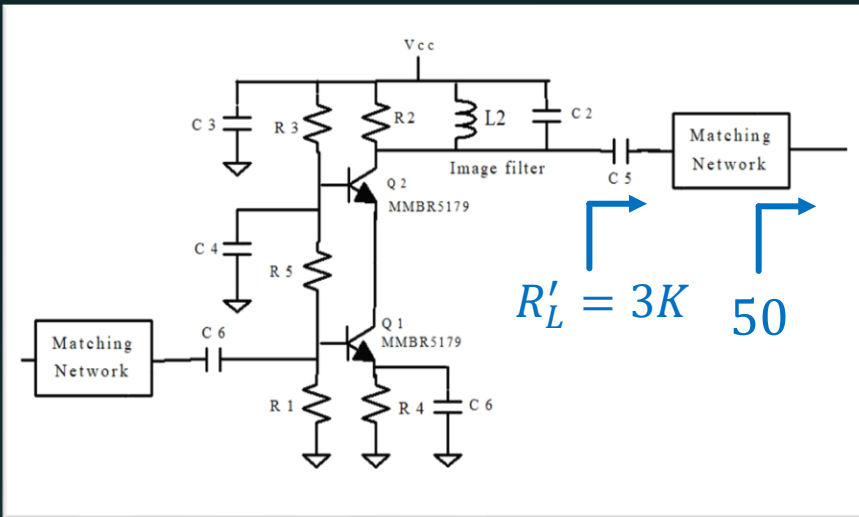 Vcc
C 3
R 3
R2
L2
C 2
Matching
Network
Image filter
C 5
Q 2
MMBR5179
C 4
R 5
R'_L = 3K
50
Matching
Network
C 6
Q 1
MMBR5179
R 1
R 4
C 6